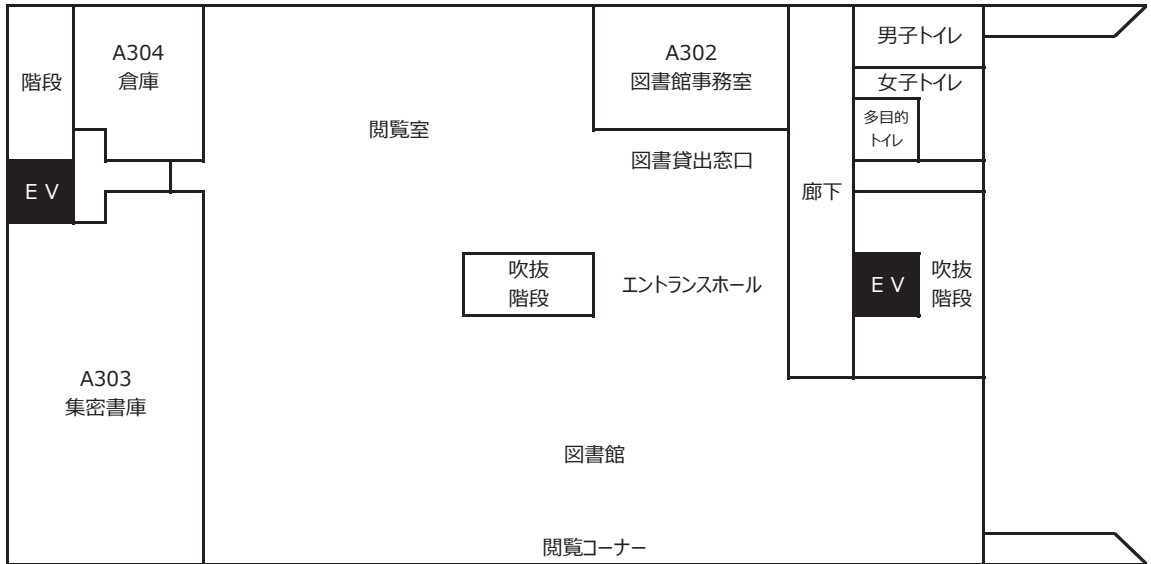 階段
A304
倉庫
閲覧室
A302
図書館事務室
図書貸出窓口
廊下
男子トイレ
女子トイレ
多目的
トイレ
ＥＶ
吹抜
階段
エントランスホール
ＥＶ
吹抜
階段
A303
集密書庫
図書館
閲覧コーナー